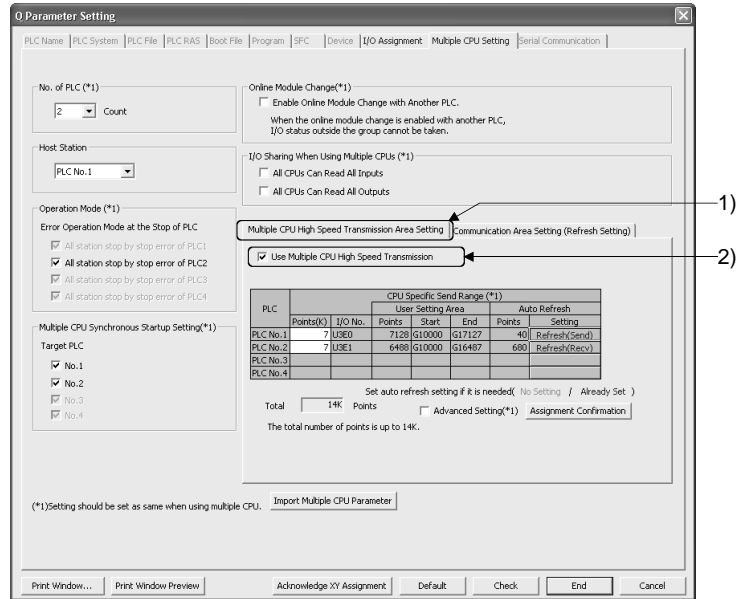 Q Parameter Setting
PLC Name PLC System PLC File PLC RAS Boot File Program SFC Device I/O Assignment Multiple CPU Setting Serial Communication
No. of PLC (*1)
2 Count
Host Station
PLC No.1
Operation Mode (*1)
Error Operation Mode at the Stop of PLC
All station stop by stop error of PLC1
All station stop by stop error of PLC2
All station stop by stop error of PLC3
All station stop by stop error of PLC4
Multiple CPU Synchronous Startup Setting(*1)
Target PLC
No.1
No.2
No.3
No.4
Online Module Change(*1)
Enable Online Module Change with Another PLC.
When the online module change is enabled with another PLC,
I/O status outside the group cannot be taken.
I/O Sharing When Using Multiple CPUs (*1)
All CPUs Can Read All Inputs
All CPUs Can Read All Outputs
1)
Multiple CPU High Speed Transmission Area Setting Communication Area Setting (Refresh Setting)
Use Multiple CPU High Speed Transmission
2)
PLC CPU Specific Send Range (*1)
User Setting Area Auto Refresh
Points(K) I/O No. Points Start End Points Setting
PLC No.1 7 U3E0 7128 G10000 G17127 40 Refresh(Send)
PLC No.2 7 U3E1 6488 G10000 G16487 680 Refresh(Recv)
PLC No.3
PLC No.4
Set auto refresh setting if it is needed( No Setting / Already Set )
Total 14K Points Advanced Setting(*1) Assignment Confirmation
The total number of points is up to 14K.
(*1)Setting should be set as same when using multiple CPU. Import Multiple CPU Parameter
Print Window... Print Window Preview Acknowledge XY Assignment Default Check End Cancel